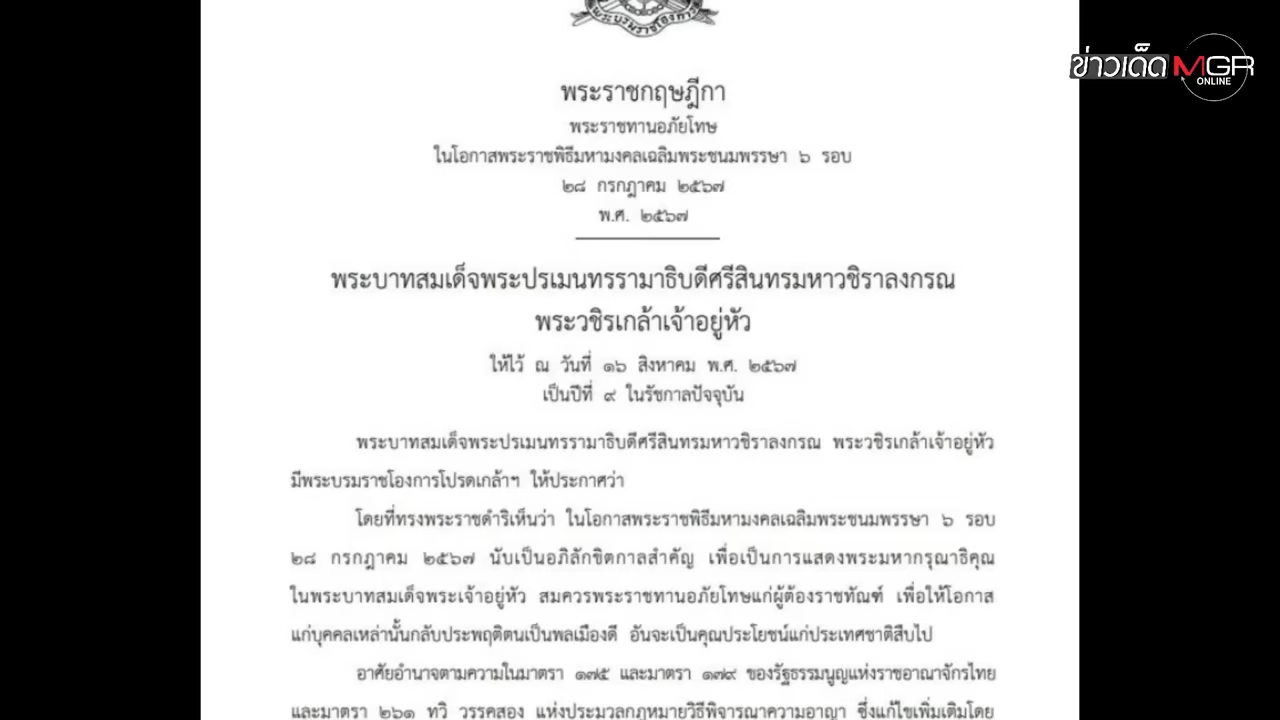 พระบรมราชโองการ
ข่าวเด็ด MGR
ONLINE
พระราชกฤษฎีกา
พระราชทานอภัยโทษ
ในโอกาสพระราชพิธีมหามงคลเฉลิมพระชนมพรรษา ๖ รอบ
๒๘ กรกฎาคม ๒๕๖๗
พ.ศ. ๒๕๖๗
พระบาทสมเด็จพระปรเมนทรรามาธิบดีศรีสินทรมหาวชิราลงกรณ
พระวชิรเกล้าเจ้าอยู่หัว
ให้ไว้ ณ วันที่ ๑๖ สิงหาคม พ.ศ. ๒๕๖๗
เป็นปีที่ ๙ ในรัชกาลปัจจุบัน
พระบาทสมเด็จพระปรเมนทรรามาธิบดีศรีสินทรมหาวชิราลงกรณ พระวชิรเกล้าเจ้าอยู่หัว
มีพระบรมราชโองการโปรดเกล้าฯ ให้ประกาศว่า
โดยที่ทรงพระราชดำริเห็นว่า ในโอกาสพระราชพิธีมหามงคลเฉลิมพระชนมพรรษา ๖ รอบ
๒๘ กรกฎาคม ๒๕๖๗ นับเป็นอภิลักขิตกาลสำคัญ เพื่อเป็นการแสดงพระมหากรุณาธิคุณ
ในพระบาทสมเด็จพระเจ้าอยู่หัว สมควรพระราชทานอภัยโทษแก่ผู้ต้องราชทัณฑ์ เพื่อให้โอกาส
แก่บุคคลเหล่านั้นกลับประพฤติตนเป็นพลเมืองดี อันจะเป็นคุณประโยชน์แก่ประเทศชาติสืบไป
อาศัยอำนาจตามความในมาตรา ๑๗๕ และมาตรา ๑๗๙ ของรัฐธรรมนูญแห่งราชอาณาจักรไทย
และมาตรา ๒๖๑ ทวิ วรรคสอง แห่งประมวลกฎหมายวิธีพิจารณาความอาญา ซึ่งแก้ไขเพิ่มเติมโดย